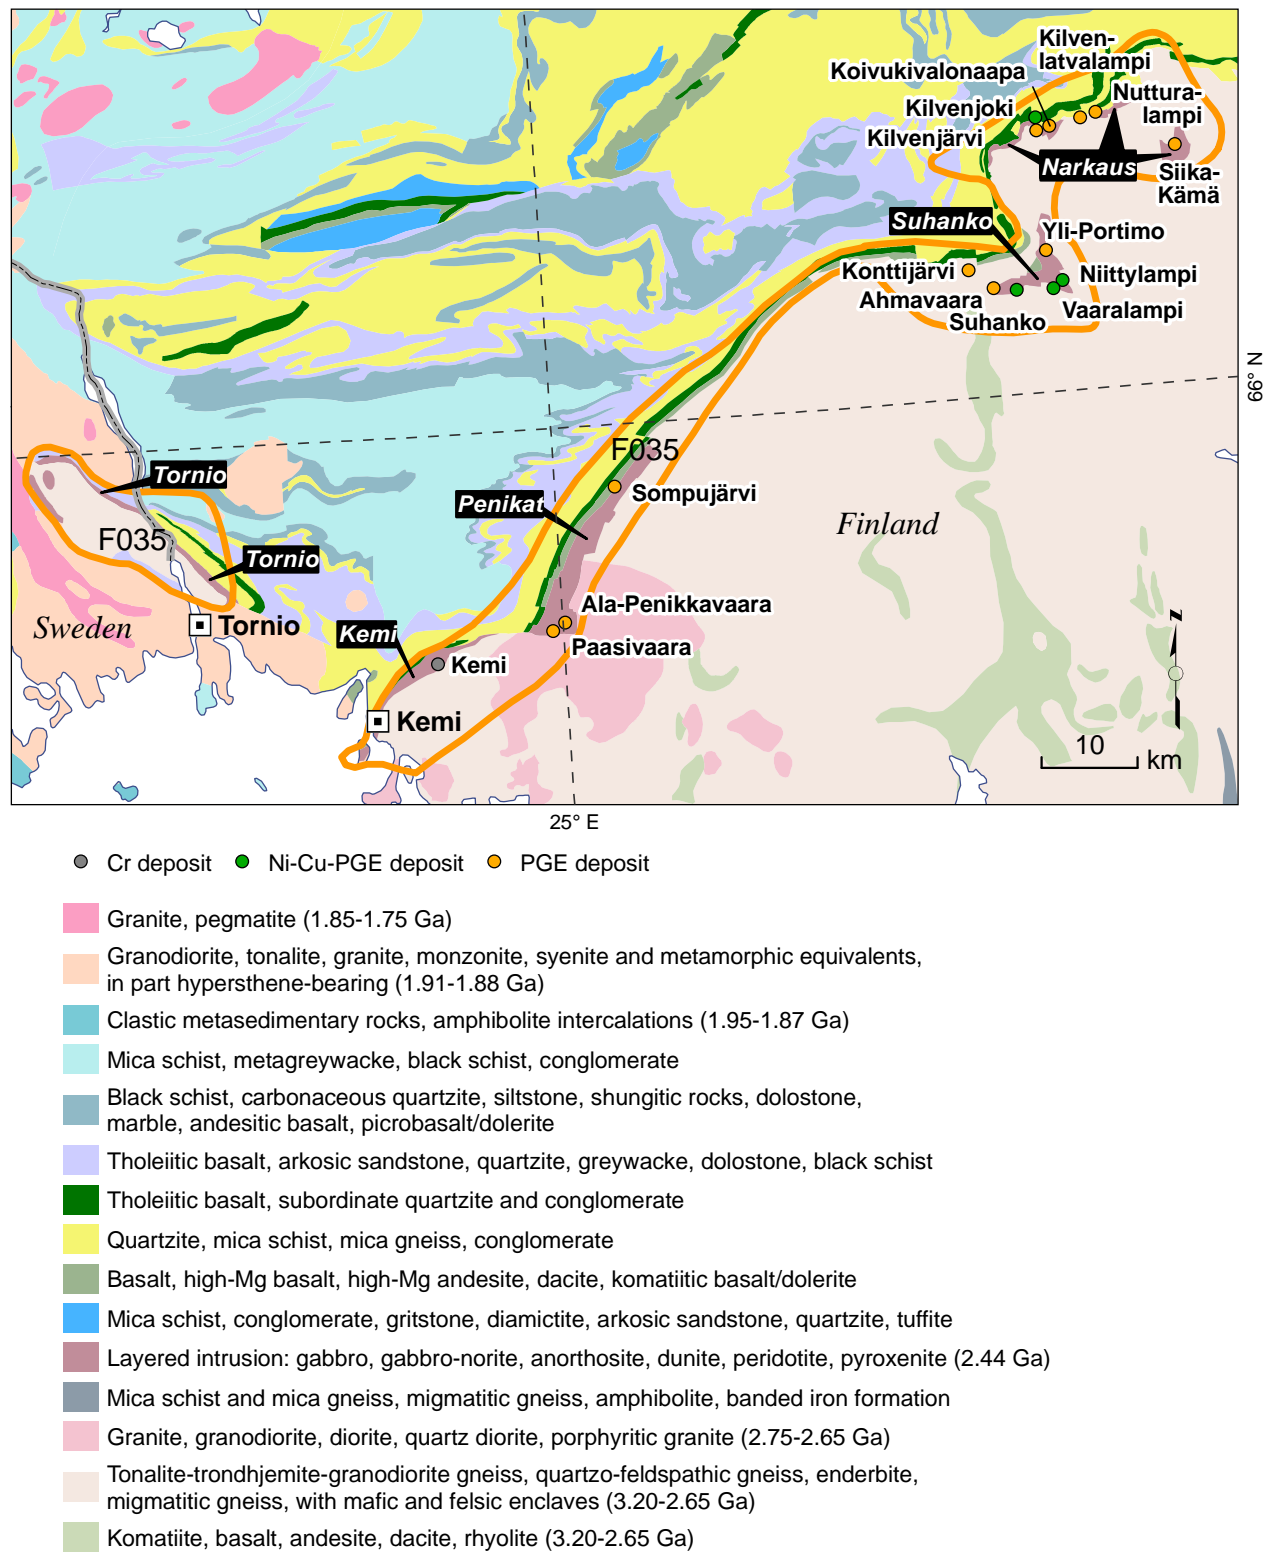 Kilven-
latvalampi
Koivukivalonaapa
Nuttura-
lampi
Kilvenjoki
Kilvenjärvi
Narkaus
Siika-
Kämä
Suhanko
Yli-Portimo
Konttijärvi
Niittylampi
Ahmavaara
Vaaralampi
Suhanko
66° N
F035
Tornio
Sompujärvi
Penikat
Finland
F035
Tornio
Ala-Penikkavaara
Sweden
Tornio
Kemi
Paasivaara
Kemi
Kemi
z
10
km
25° E
Cr deposit
Ni-Cu-PGE deposit
PGE deposit
Granite, pegmatite (1.85-1.75 Ga)
Granodiorite, tonalite, granite, monzonite, syenite and metamorphic equivalents,
in part hypersthene-bearing (1.91-1.88 Ga)
Clastic metasedimentary rocks, amphibolite intercalations (1.95-1.87 Ga)
Mica schist, metagreywacke, black schist, conglomerate
Black schist, carbonaceous quartzite, siltstone, shungitic rocks, dolostone,
marble, andesitic basalt, picrobasalt/dolerite
Tholeiitic basalt, arkosic sandstone, quartzite, greywacke, dolostone, black schist
Tholeiitic basalt, subordinate quartzite and conglomerate
Quartzite, mica schist, mica gneiss, conglomerate
Basalt, high-Mg basalt, high-Mg andesite, dacite, komatiitic basalt/dolerite
Mica schist, conglomerate, gritstone, diamictite, arkosic sandstone, quartzite, tuffite
Layered intrusion: gabbro, gabbro-norite, anorthosite, dunite, peridotite, pyroxenite (2.44 Ga)
Mica schist and mica gneiss, migmatitic gneiss, amphibolite, banded iron formation
Granite, granodiorite, diorite, quartz diorite, porphyritic granite (2.75-2.65 Ga)
Tonalite-trondhjemite-granodiorite gneiss, quartzo-feldspathic gneiss, enderbite,
migmatitic gneiss, with mafic and felsic enclaves (3.20-2.65 Ga)
Komatiite, basalt, andesite, dacite, rhyolite (3.20-2.65 Ga)